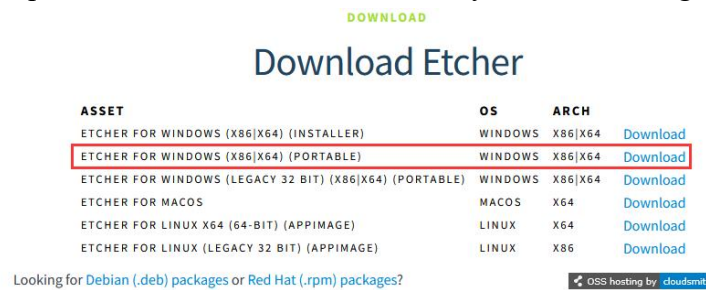 DOWNLOAD
Download Etcher
ASSET OS ARCH
ETCHER FOR WINDOWS (X86|X64) (INSTALLER) WINDOWS X86|X64 Download
ETCHER FOR WINDOWS (X86|X64) (PORTABLE) WINDOWS X86|X64 Download
ETCHER FOR WINDOWS (LEGACY 32 BIT) (X86|X64) (PORTABLE) WINDOWS X86|X64 Download
ETCHER FOR MACOS MACOS X64 Download
ETCHER FOR LINUX X64 (64-BIT) (APPIMAGE) LINUX X64 Download
ETCHER FOR LINUX (LEGACY 32 BIT) (APPIMAGE) LINUX X86 Download
Looking for Debian (.deb) packages or Red Hat (.rpm) packages?
OSS hosting by cloudsmit